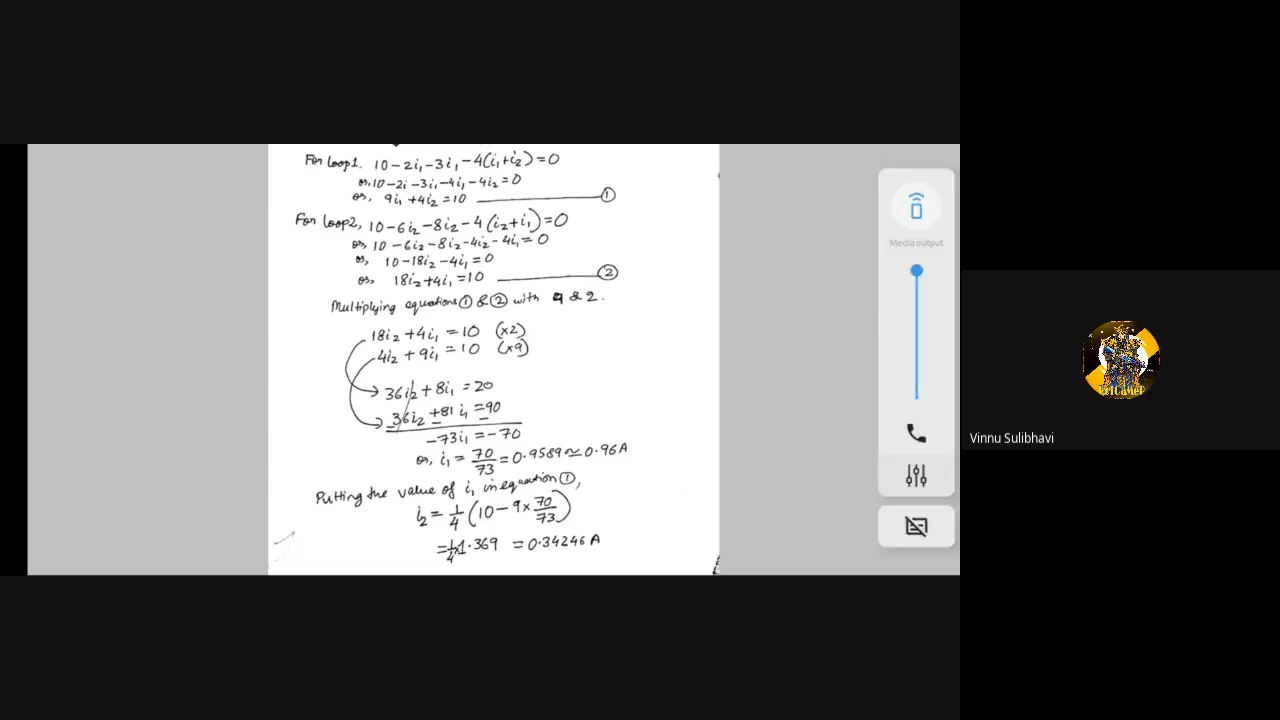 For loop1. 10-2i₁-3i₁-4(i₁+i₂)=0
or, 10-2i-3i₁-4i₁-4i₂=0
or, 9i₁+4i₂=10 ①
For loop2, 10-6i₂-8i₂-4(i₂+i₁)=0
or, 10-6i₂-8i₂-4i₂-4i₁=0
or, 10-18i₂-4i₁=0
or, 18i₂+4i₁=10 ②
Multiplying equations ① & ② with 9 & 2.
18i₂+4i₁=10 (x2)
4i₂+9i₁=10 (x9)
36i₂+8i₁=20
36i₂+81i₁=90
- - -
-73i₁=-70
or, i₁=70/73=0.9589≃0.96A
Putting the value of i₁ in equation ①,
i₂=1/4(10-9×70/73)
=1/4×1.369 =0.34246A
Media output
Vinnu Sulibhavi